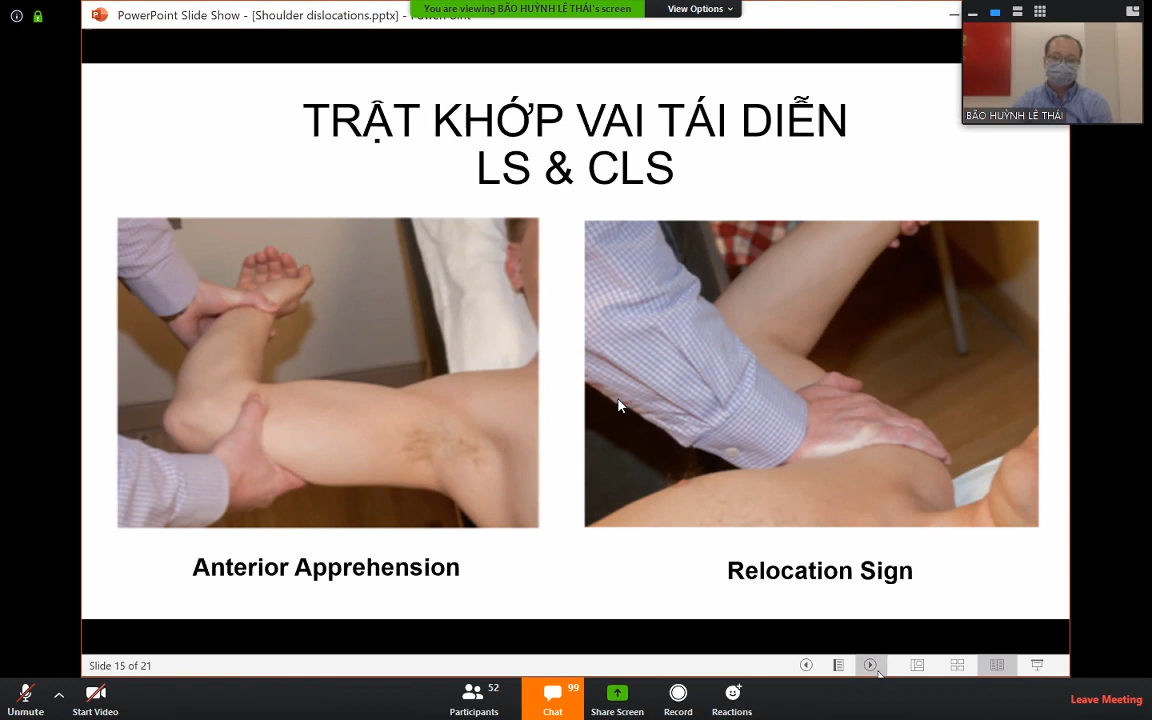 PowerPoint Slide Show - [Shoulder dislocations.pptx] -
You are viewing BẢO HUỲNH LÊ THÁI's screen
View Options
BẢO HUỲNH LÊ THÁI
TRẬT KHỚP VAI TÁI DIỄN
LS & CLS
Anterior Apprehension
Relocation Sign
Slide 15 of 21
Unmute
Start Video
52
Participants
99
Chat
Share Screen
Record
Reactions
Leave Meeting